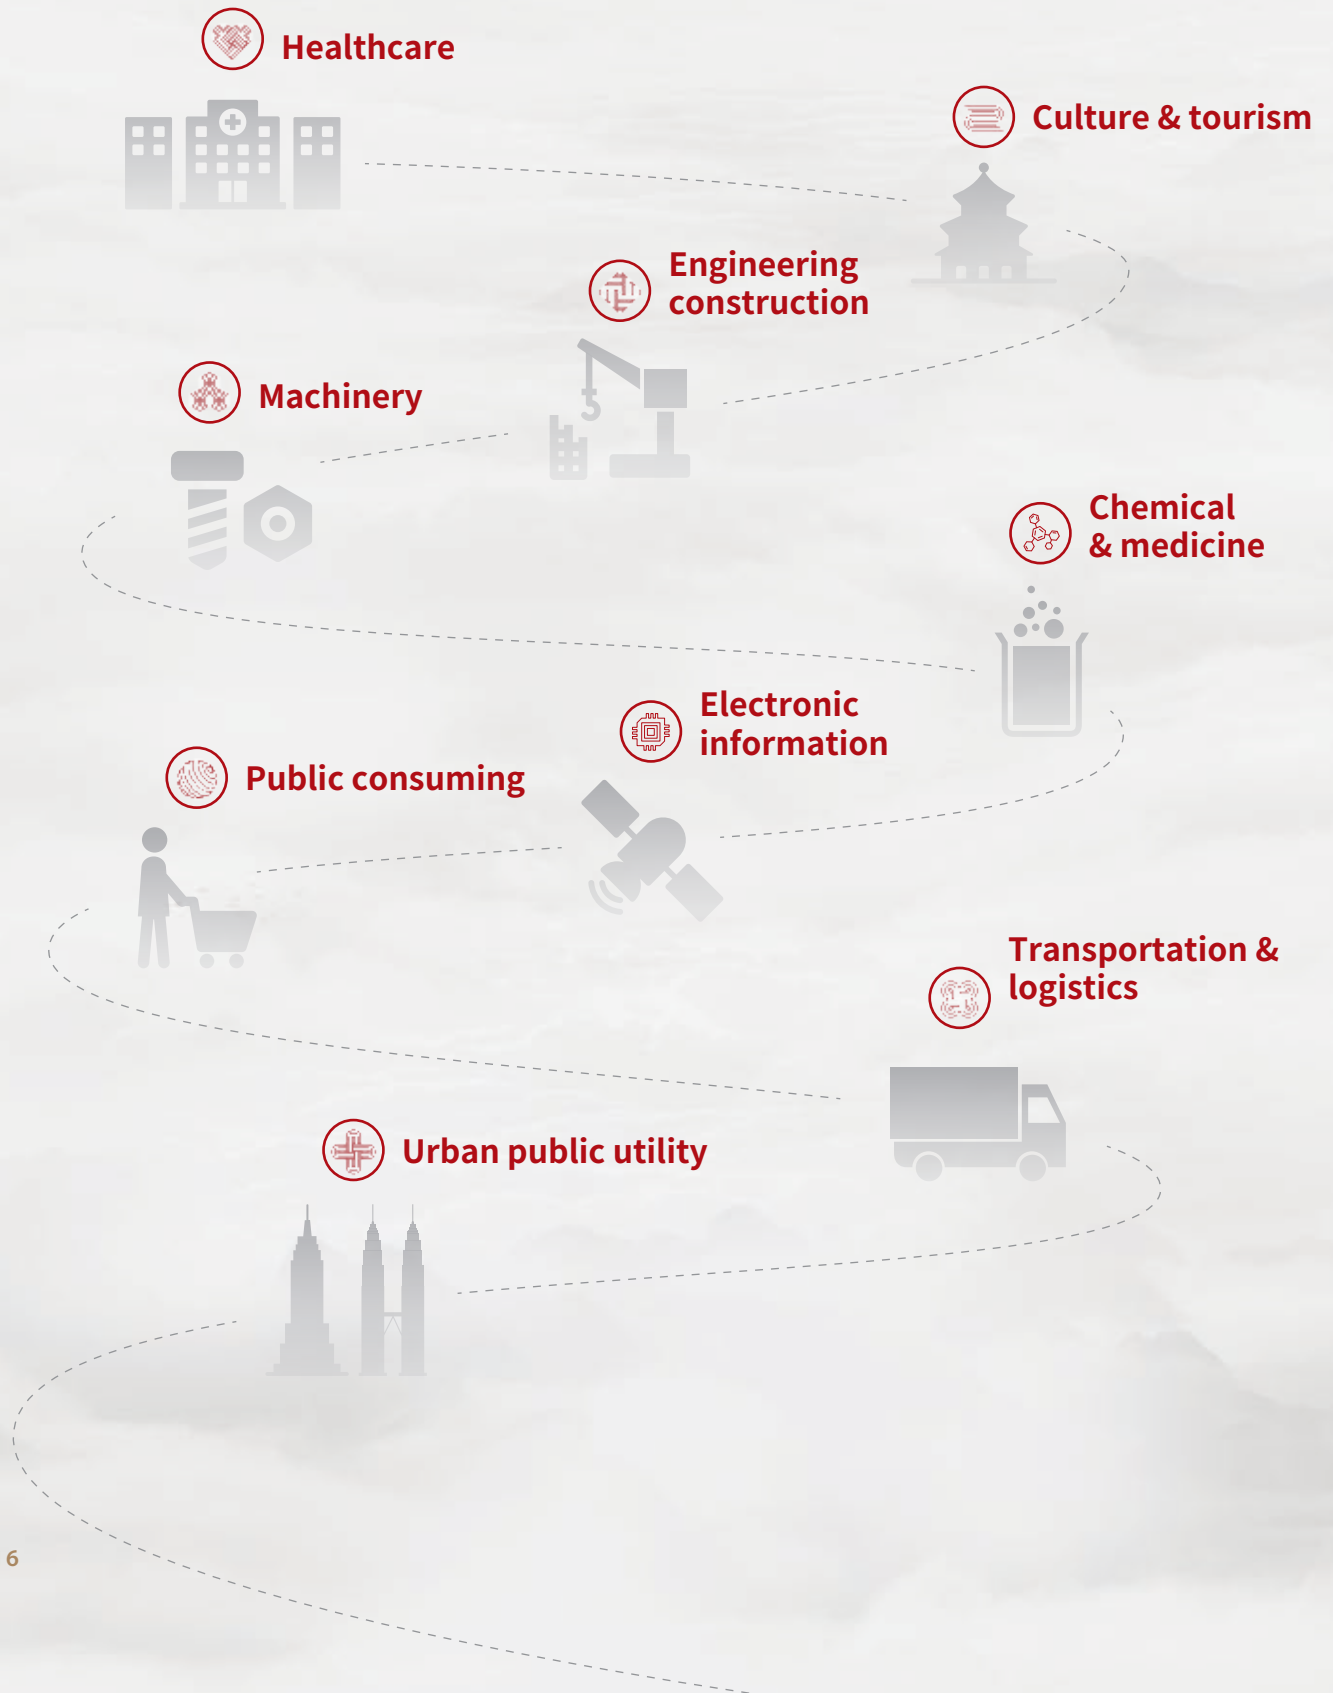 Healthcare
Culture & tourism
Engineering
construction
Machinery
Chemical
& medicine
Electronic
information
Public consuming
Transportation &
logistics
Urban public utility
6